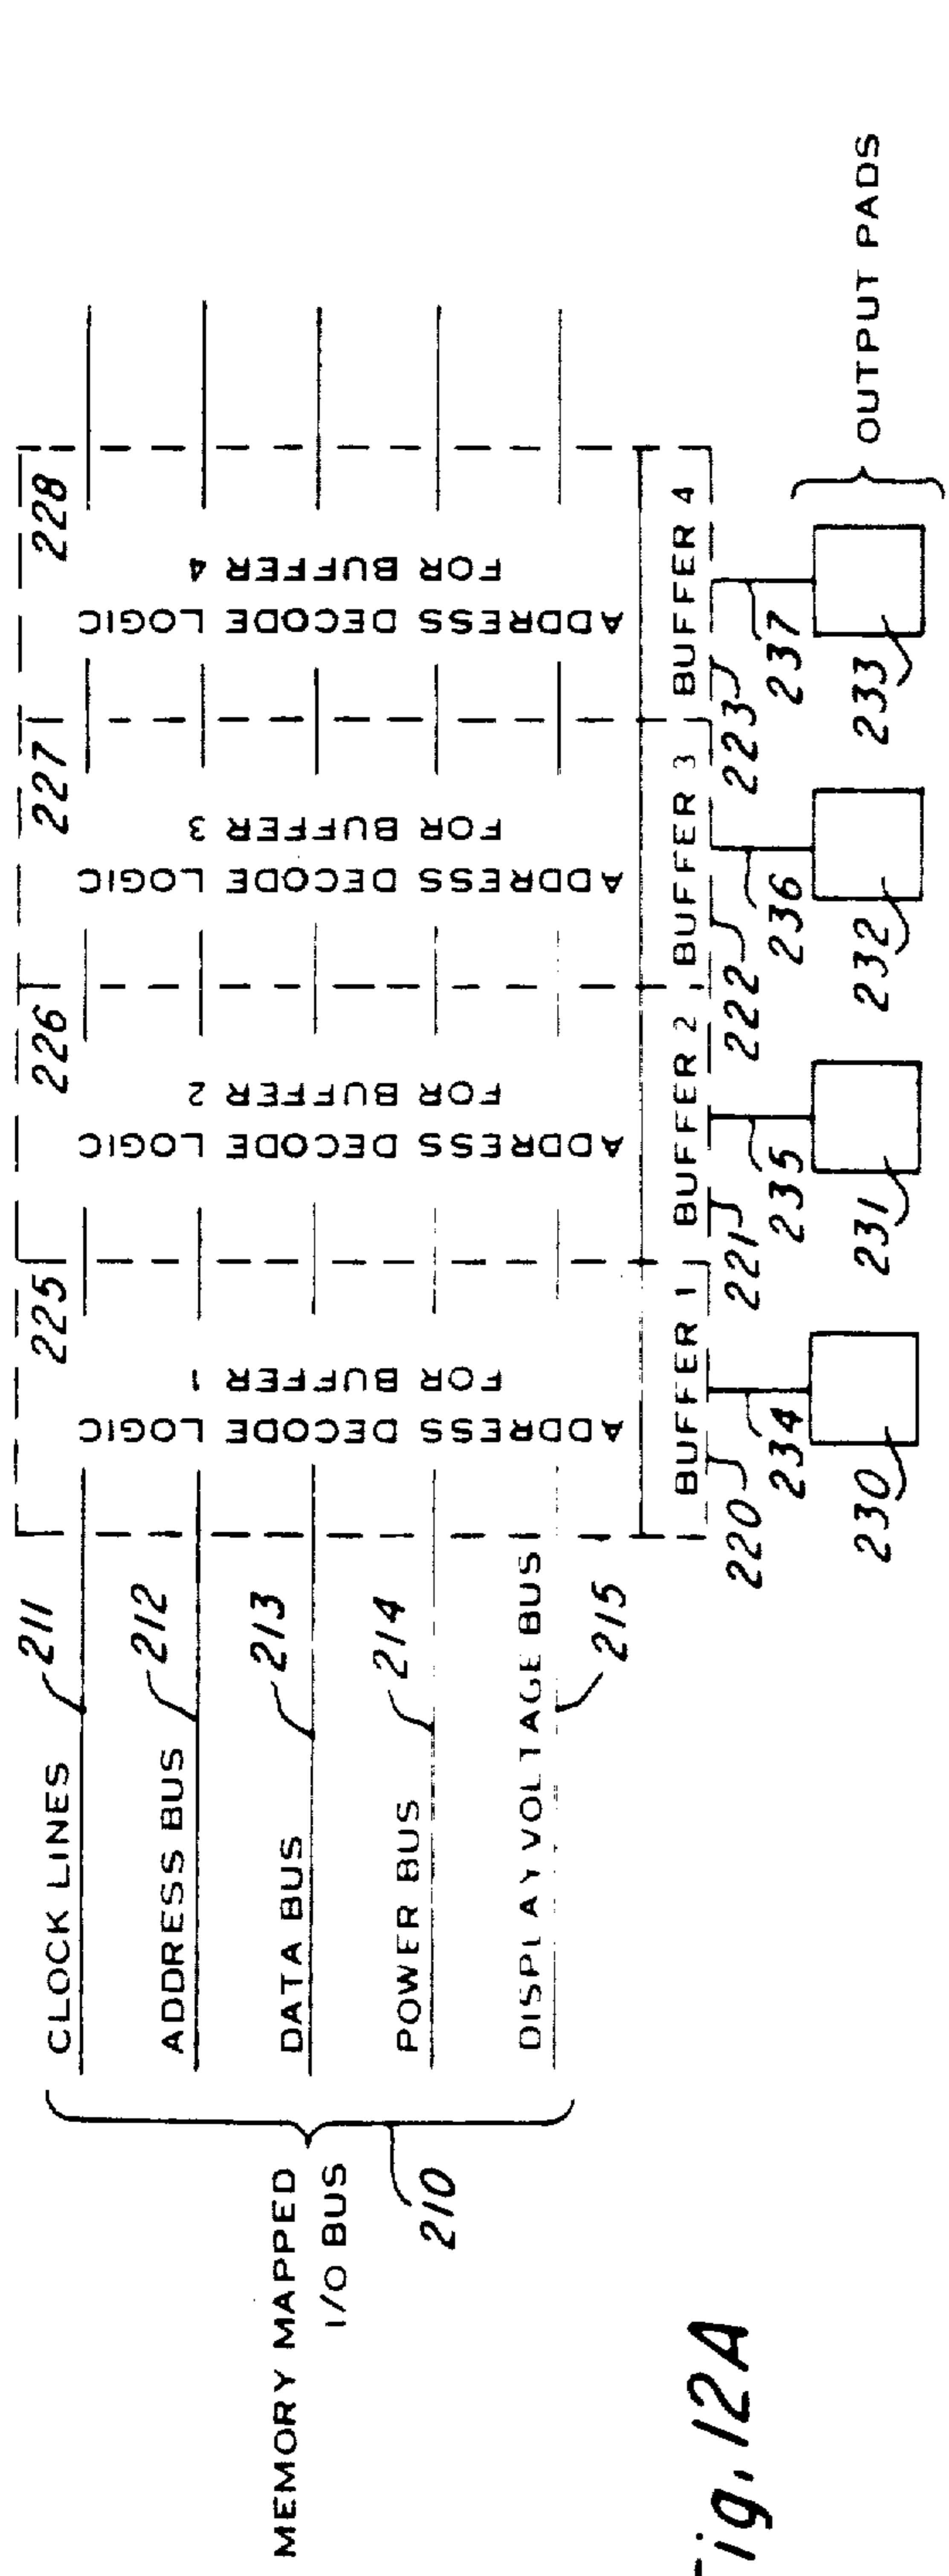 CLOCK LINES
211
ADDRESS BUS
212
DATA BUS
213
POWER BUS
214
DISPLAY VOLTAGE BUS
215
MEMORY MAPPED
I/O BUS
210
225
226
227
228
ADDRESS DECODE LOGIC
FOR BUFFER 1
ADDRESS DECODE LOGIC
FOR BUFFER 2
ADDRESS DECODE LOGIC
FOR BUFFER 3
ADDRESS DECODE LOGIC
FOR BUFFER 4
BUFFER 1
BUFFER 2
BUFFER 3
BUFFER 4
220
221
222
223
234
235
236
237
230
231
232
233
OUTPUT PADS
Fig. 12A